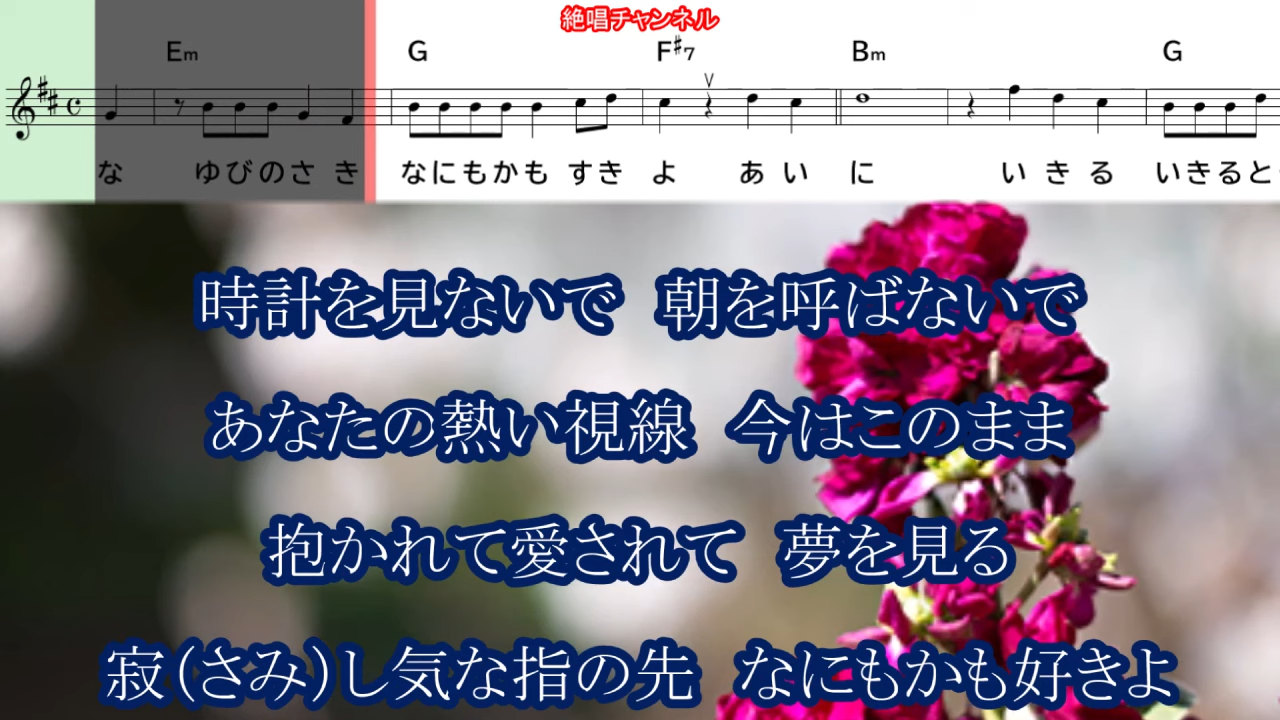 絶唱チャンネル
Em G F#7 Bm G
な ゆびのさき なにもかも すき よ あ い に い き る いきると
時計を見ないで 朝を呼ばないで
あなたの熱い視線 今はこのまま
抱かれて愛されて 夢を見る
寂(さみ)し気な指の先 なにもかも好きよ